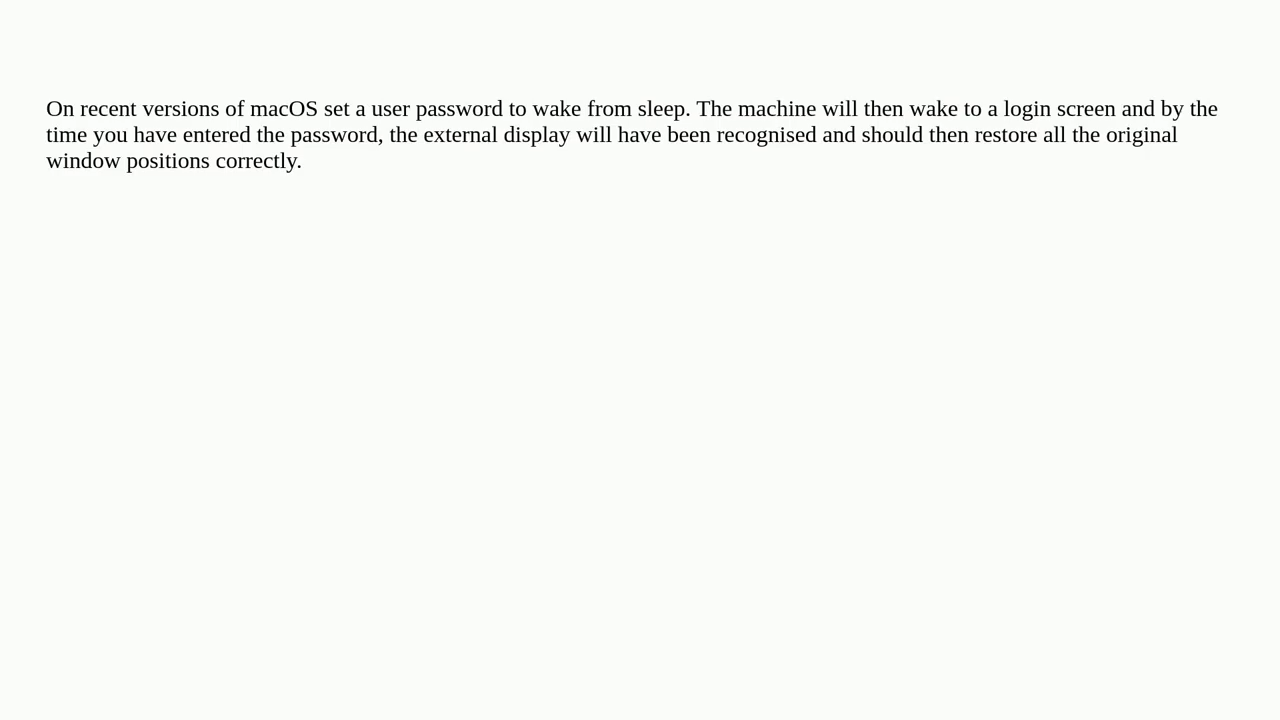 On recent versions of macOS set a user password to wake from sleep. The machine will then wake to a login screen and by the
time you have entered the password, the external display will have been recognised and should then restore all the original
window positions correctly.